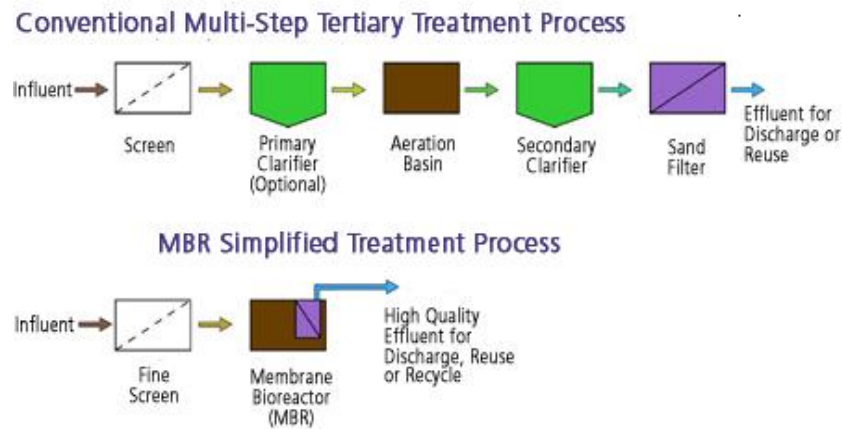 Conventional Multi-Step Tertiary Treatment Process
Influent
Screen
Primary
Clarifier
(Optional)
Aeration
Basin
Secondary
Clarifier
Sand
Filter
Effluent for
Discharge or
Reuse
MBR Simplified Treatment Process
Influent
Fine
Screen
Membrane
Bioreactor
(MBR)
High Quality
Effluent for
Discharge, Reuse
or Recycle